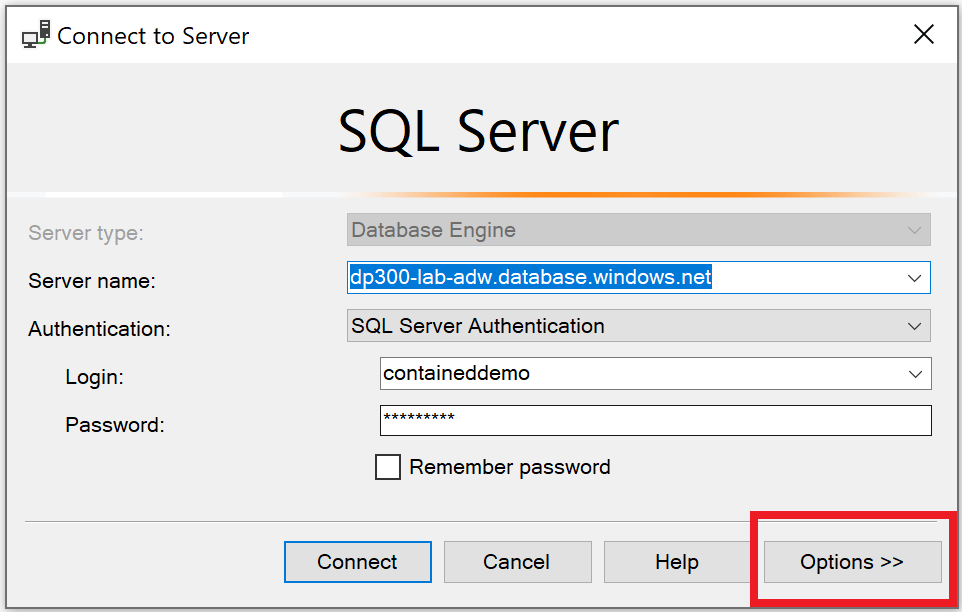 Connect to Server
SQL Server
Server type: Database Engine
Server name: dp300-lab-adw.database.windows.net
Authentication: SQL Server Authentication
Login: containeddemo
Password: *********
Remember password
Connect Cancel Help Options >>